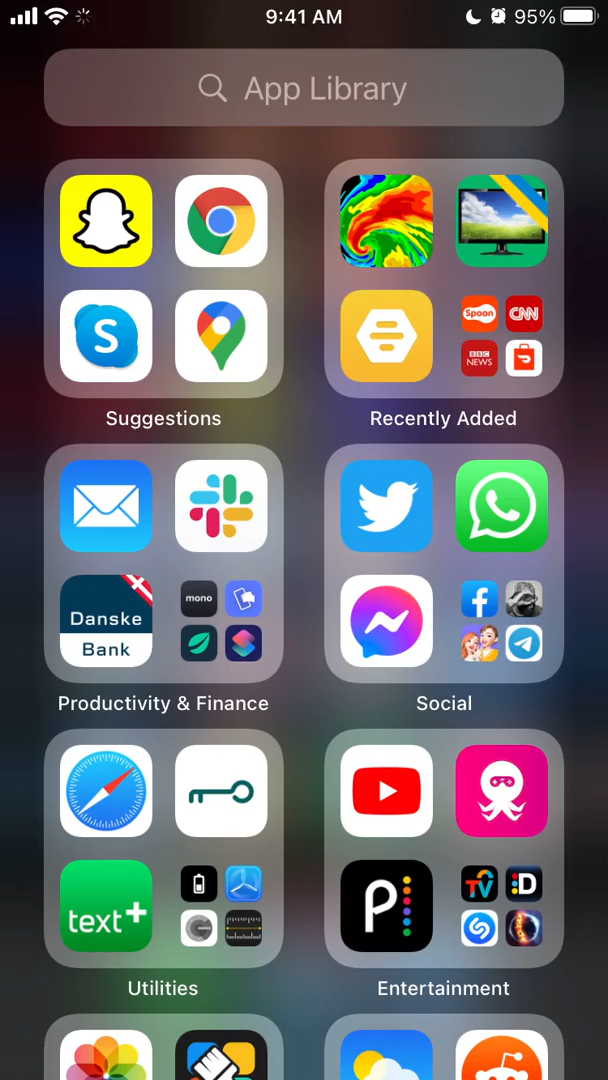 9:41 AM
95%
App Library
S
Spoon
CNN
BBC
NEWS
Suggestions
Recently Added
Danske
Bank
mono
Productivity & Finance
Social
text+
P
TV
D
Utilities
Entertainment